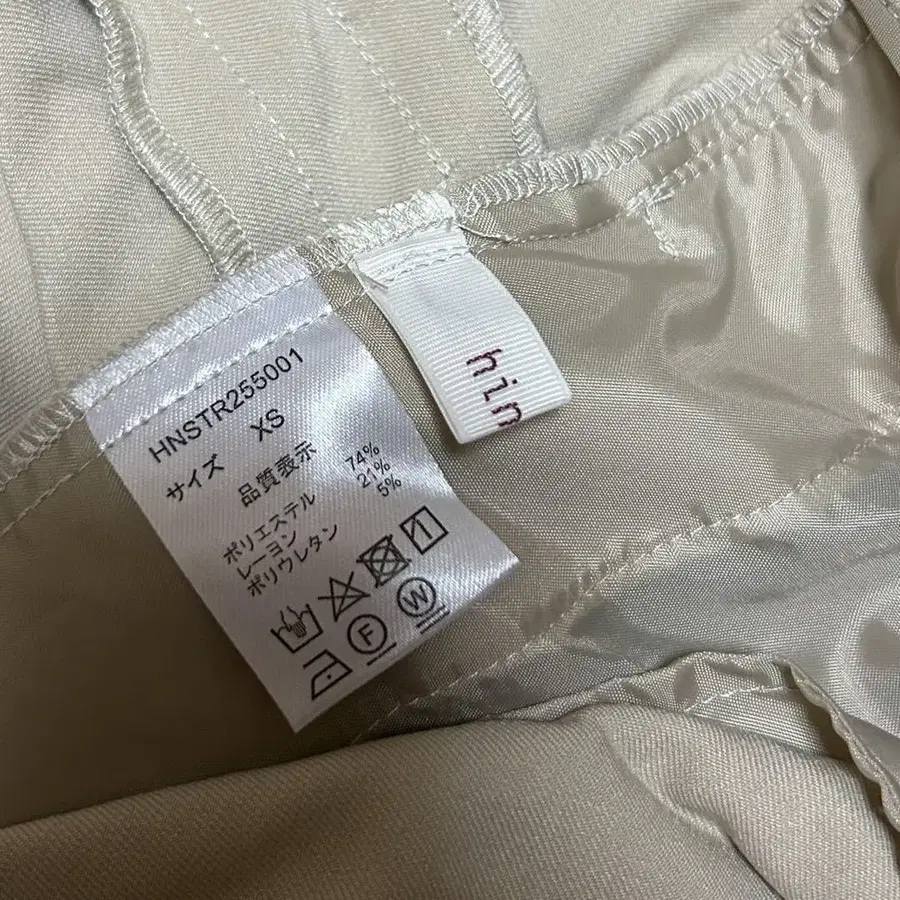 HNSTR255001
サイズ XS
品質表示
ポリエステル 74%
レーヨン 21%
ポリウレタン 5%
F
W
hin